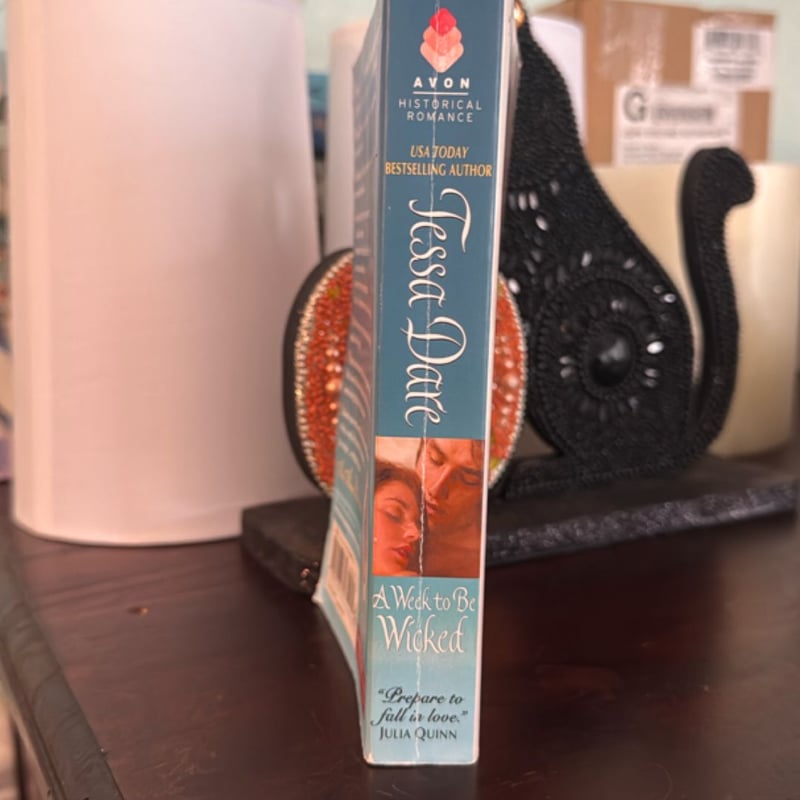 AVON
HISTORICAL
ROMANCE
USA TODAY
BESTSELLING AUTHOR
Tessa Dare
A Week to Be
Wicked
"Prepare to
fall in love."
JULIA QUINN